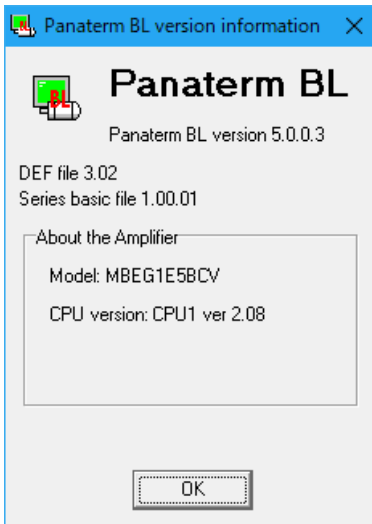 Panaterm BL version information
BL
Panaterm BL
Panaterm BL version 5.0.0.3
DEF file 3.02
Series basic file 1.00.01
About the Amplifier
Model: MBEG1E5BCV
CPU version: CPU1 ver 2.08
OK